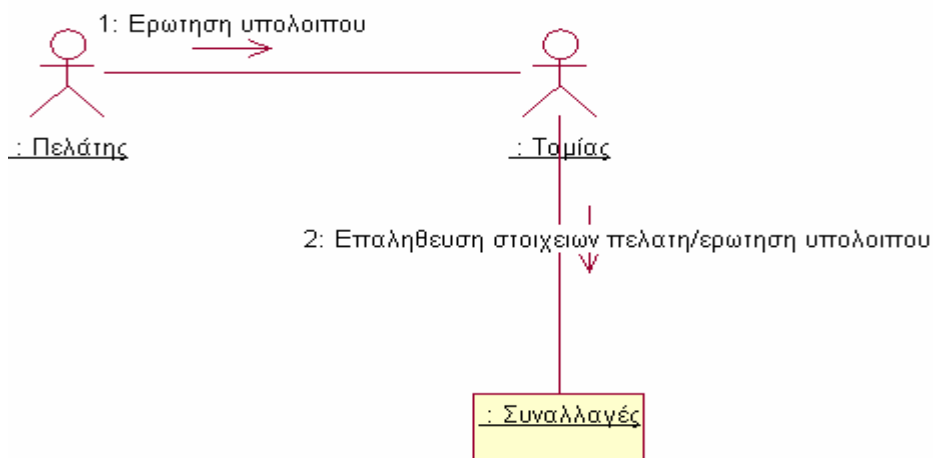 1: Ερωτηση υπολοιπου
: Πελάτης
: Ταμίας
2: Επαληθευση στοιχειων πελατη/ερωτηση υπολοιπου
: Συναλλαγές